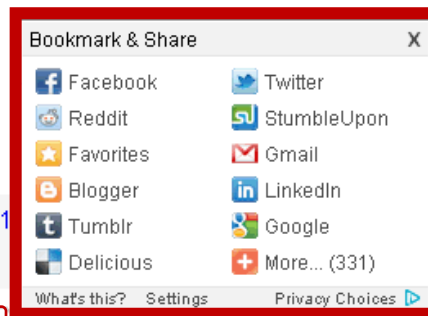 Bookmark & Share X
Facebook Twitter
Reddit StumbleUpon
Favorites Gmail
Blogger LinkedIn
Tumblr Google
Delicious More... (331)
What's this? Settings Privacy Choices